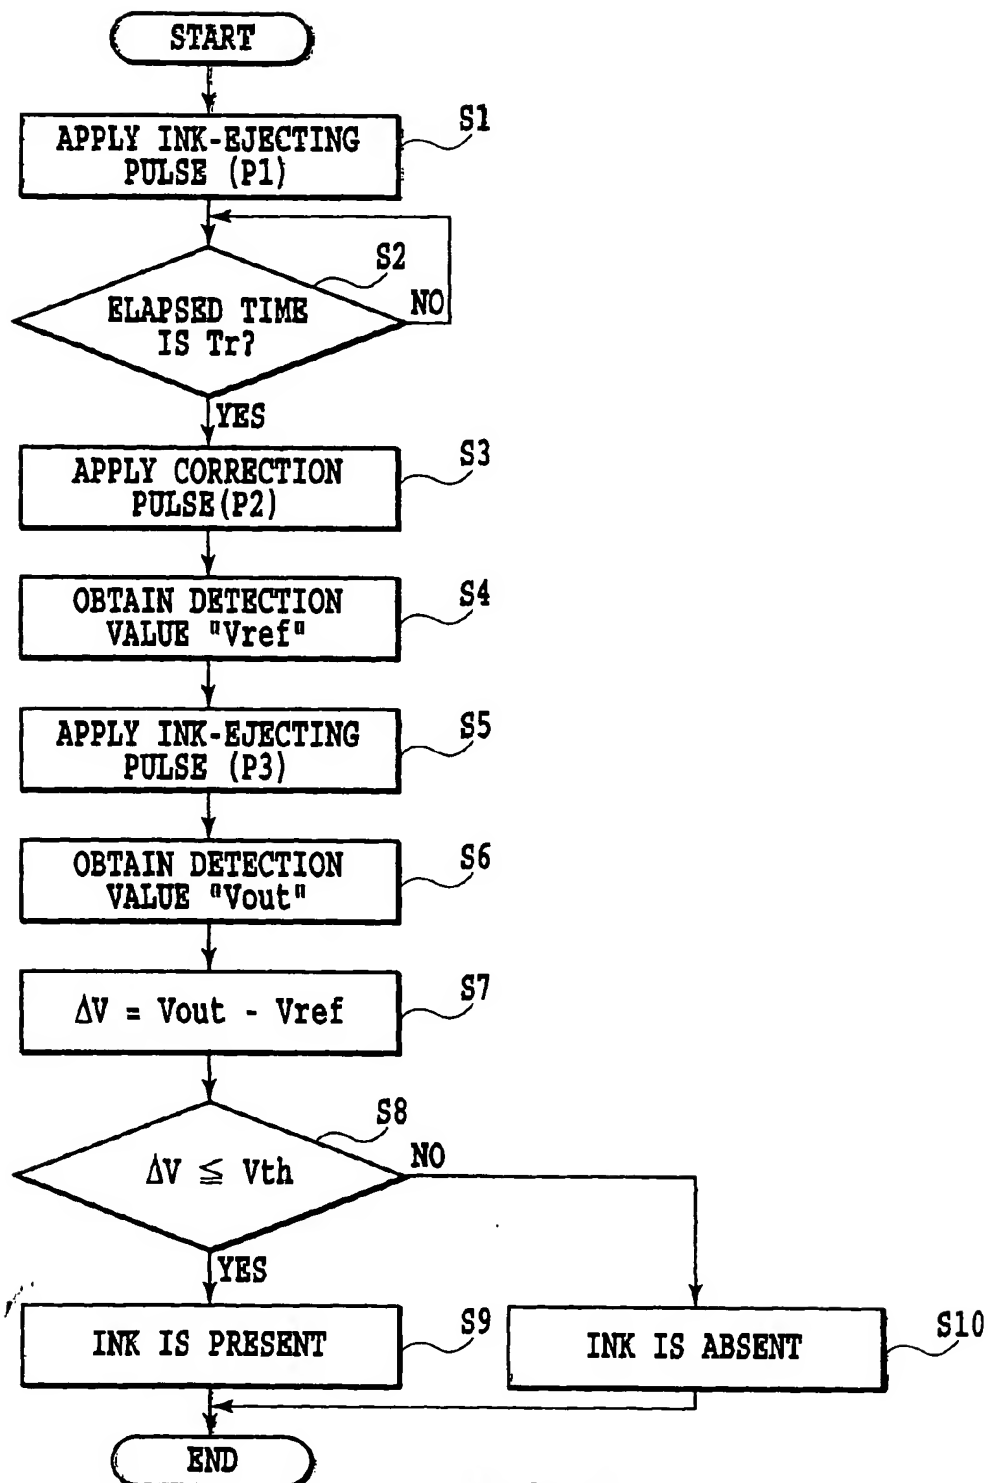 START
S1
APPLY INK-EJECTING
PULSE (P1)
S2
ELAPSED TIME
IS Tr?
NO
YES
S3
APPLY CORRECTION
PULSE(P2)
S4
OBTAIN DETECTION
VALUE "Vref"
S5
APPLY INK-EJECTING
PULSE (P3)
S6
OBTAIN DETECTION
VALUE "Vout"
S7
ΔV = Vout - Vref
S8
ΔV ≦ Vth
NO
YES
S9
INK IS PRESENT
S10
INK IS ABSENT
END